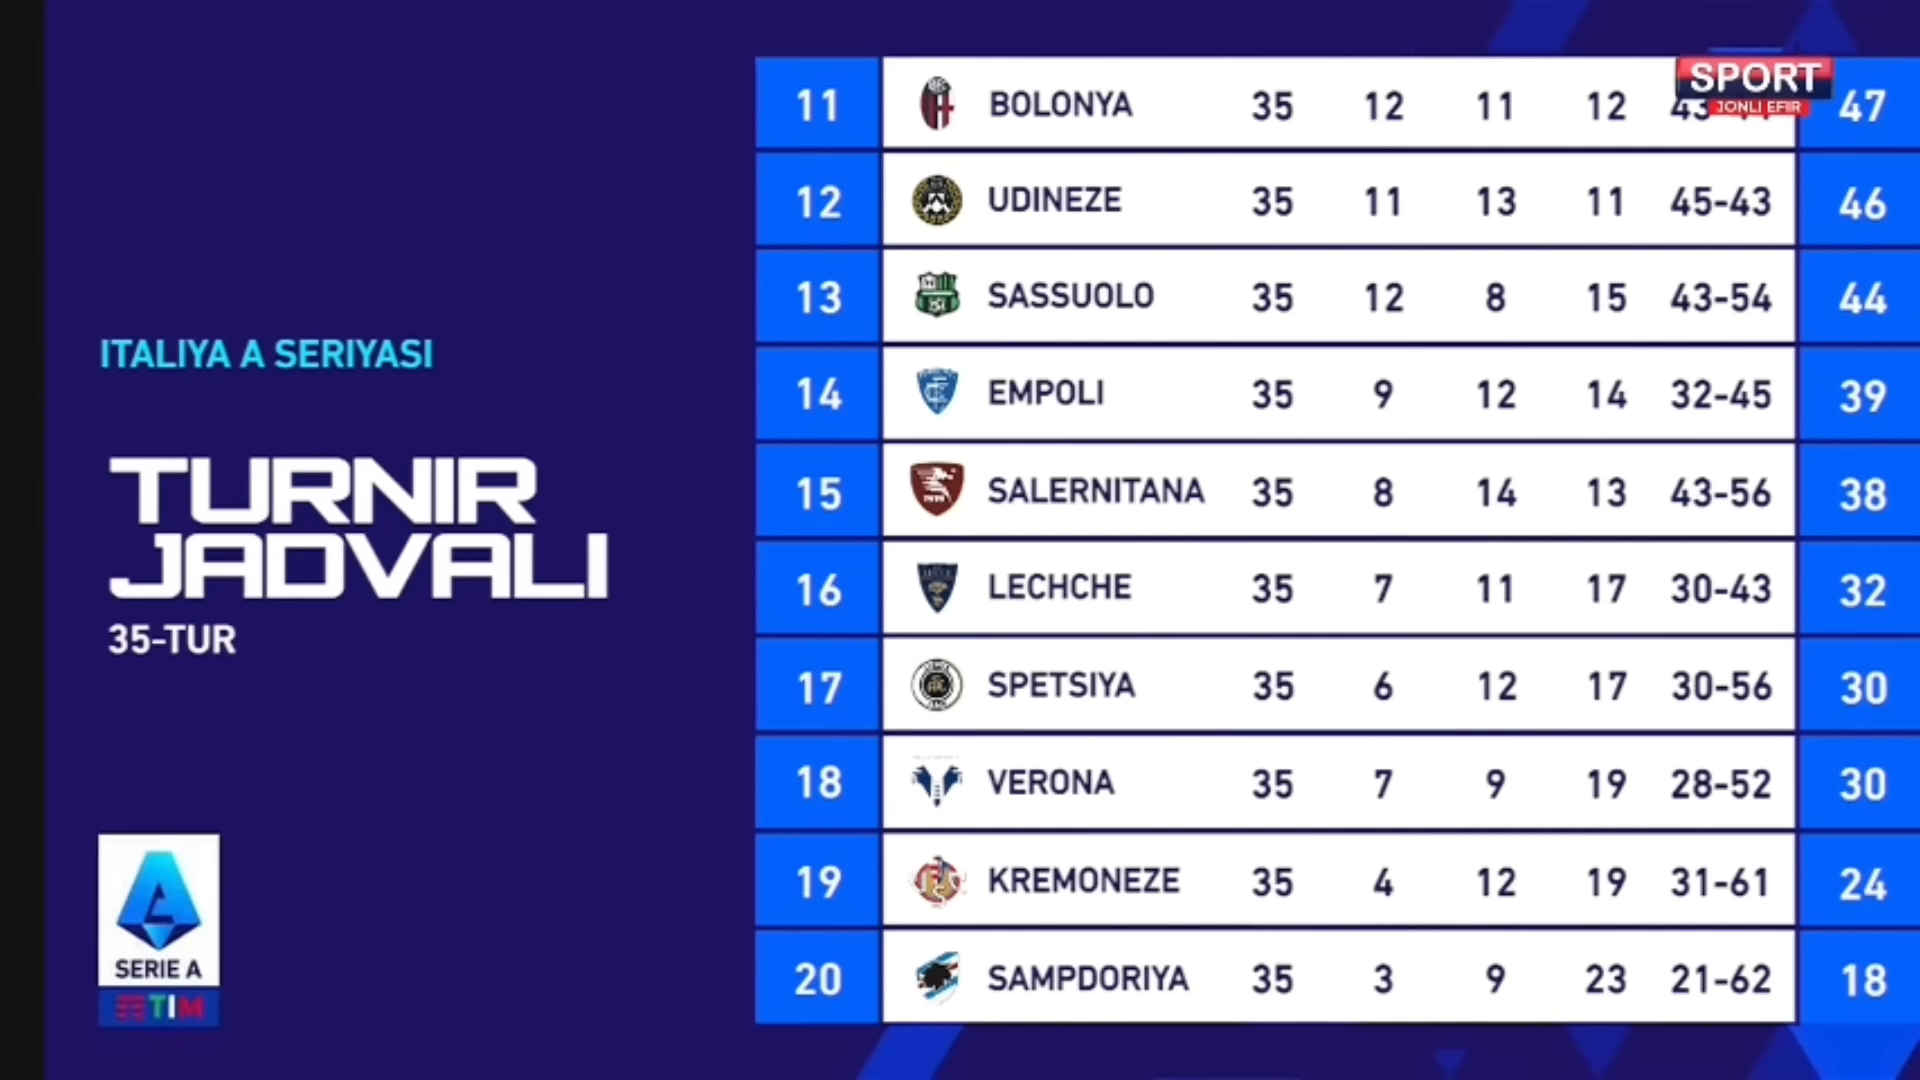 SPORT
JONLI EFIR
ITALIYA A SERIYASI
TURNIR
JADVALI
35-TUR
SERIE A
TIM
11 BOLONYA 35 12 11 12 47
12 UDINEZE 35 11 13 11 45-43 46
13 SASSUOLO 35 12 8 15 43-54 44
14 EMPOLI 35 9 12 14 32-45 39
15 SALERNITANA 35 8 14 13 43-56 38
16 LECHCHE 35 7 11 17 30-43 32
17 SPETSIYA 35 6 12 17 30-56 30
18 VERONA 35 7 9 19 28-52 30
19 KREMONEZE 35 4 12 19 31-61 24
20 SAMPDORIYA 35 3 9 23 21-62 18